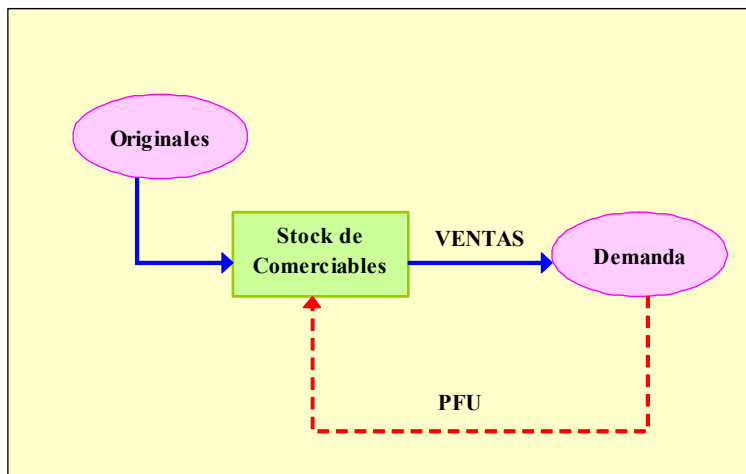 Originales
Stock de
Comerciables
VENTAS
Demanda
PFU